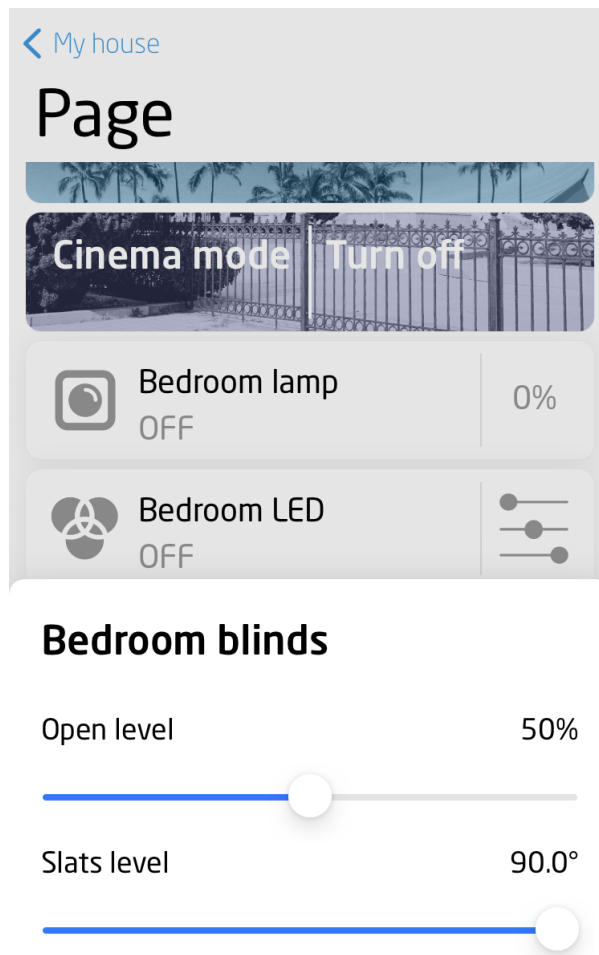 My house
Page
Cinema mode | Turn off
Bedroom lamp
OFF
0%
Bedroom LED
OFF
Bedroom blinds
Open level 50%
Slats level 90.0°